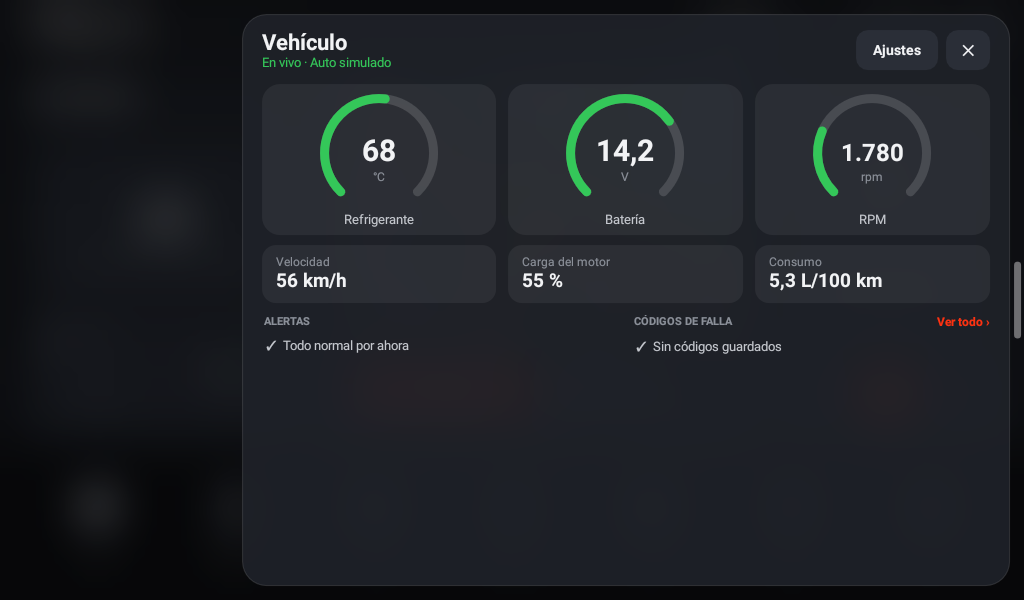 Vehículo
En vivo · Auto simulado
Ajustes
68
°C
Refrigerante
14,2
V
Batería
1.780
rpm
RPM
Velocidad
56 km/h
Carga del motor
55 %
Consumo
5,3 L/100 km
ALERTAS
✓ Todo normal por ahora
CÓDIGOS DE FALLA
Ver todo ›
✓ Sin códigos guardados